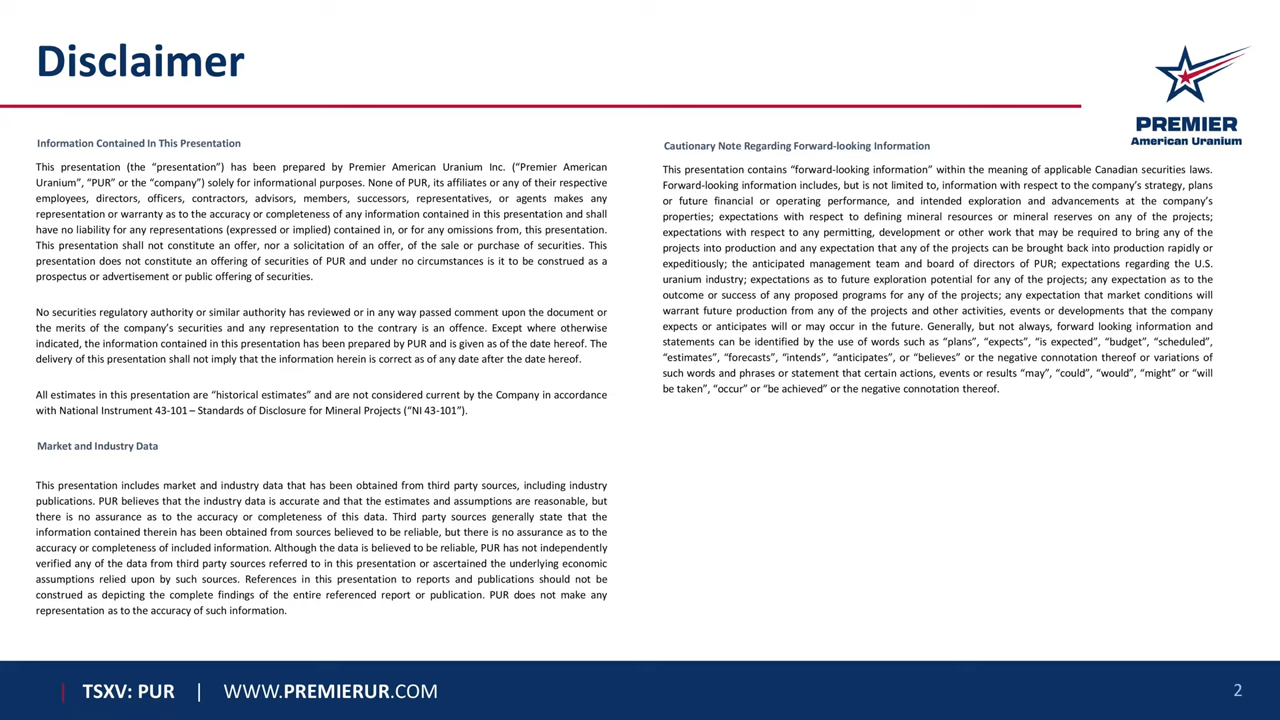 Disclaimer
PREMIER
American Uranium
Information Contained In This Presentation
This presentation (the “presentation”) has been prepared by Premier American Uranium Inc. (“Premier American
Uranium”, “PUR” or the “company”) solely for informational purposes. None of PUR, its affiliates or any of their respective
employees, directors, officers, contractors, advisors, members, successors, representatives, or agents makes any
representation or warranty as to the accuracy or completeness of any information contained in this presentation and shall
have no liability for any representations (expressed or implied) contained in, or for any omissions from, this presentation.
This presentation shall not constitute an offer, nor a solicitation of an offer, of the sale or purchase of securities. This
presentation does not constitute an offering of securities of PUR and under no circumstances is it to be construed as a
prospectus or advertisement or public offering of securities.
No securities regulatory authority or similar authority has reviewed or in any way passed comment upon the document or
the merits of the company’s securities and any representation to the contrary is an offence. Except where otherwise
indicated, the information contained in this presentation has been prepared by PUR and is given as of the date hereof. The
delivery of this presentation shall not imply that the information herein is correct as of any date after the date hereof.
All estimates in this presentation are “historical estimates” and are not considered current by the Company in accordance
with National Instrument 43-101 – Standards of Disclosure for Mineral Projects (“NI 43-101”).
Market and Industry Data
This presentation includes market and industry data that has been obtained from third party sources, including industry
publications. PUR believes that the industry data is accurate and that the estimates and assumptions are reasonable, but
there is no assurance as to the accuracy or completeness of this data. Third party sources generally state that the
information contained therein has been obtained from sources believed to be reliable, but there is no assurance as to the
accuracy or completeness of included information. Although the data is believed to be reliable, PUR has not independently
verified any of the data from third party sources referred to in this presentation or ascertained the underlying economic
assumptions relied upon by such sources. References in this presentation to reports and publications should not be
construed as depicting the complete findings of the entire referenced report or publication. PUR does not make any
representation as to the accuracy of such information.
Cautionary Note Regarding Forward-looking Information
This presentation contains “forward-looking information” within the meaning of applicable Canadian securities laws.
Forward-looking information includes, but is not limited to, information with respect to the company’s strategy, plans
or future financial or operating performance, and intended exploration and advancements at the company’s
properties; expectations with respect to defining mineral resources or mineral reserves on any of the projects;
expectations with respect to any permitting, development or other work that may be required to bring any of the
projects into production and any expectation that any of the projects can be brought back into production rapidly or
expeditiously; the anticipated management team and board of directors of PUR; expectations regarding the U.S.
uranium industry; expectations as to future exploration potential for any of the projects; any expectation as to the
outcome or success of any proposed programs for any of the projects; any expectation that market conditions will
warrant future production from any of the projects and other activities, events or developments that the company
expects or anticipates will or may occur in the future. Generally, but not always, forward looking information and
statements can be identified by the use of words such as “plans”, “expects”, “is expected”, “budget”, “scheduled”,
“estimates”, “forecasts”, “intends”, “anticipates”, or “believes” or the negative connotation thereof or variations of
such words and phrases or statement that certain actions, events or results “may”, “could”, “would”, “might” or “will
be taken”, “occur” or “be achieved” or the negative connotation thereof.
| TSXV: PUR | WWW.PREMIERUR.COM
2